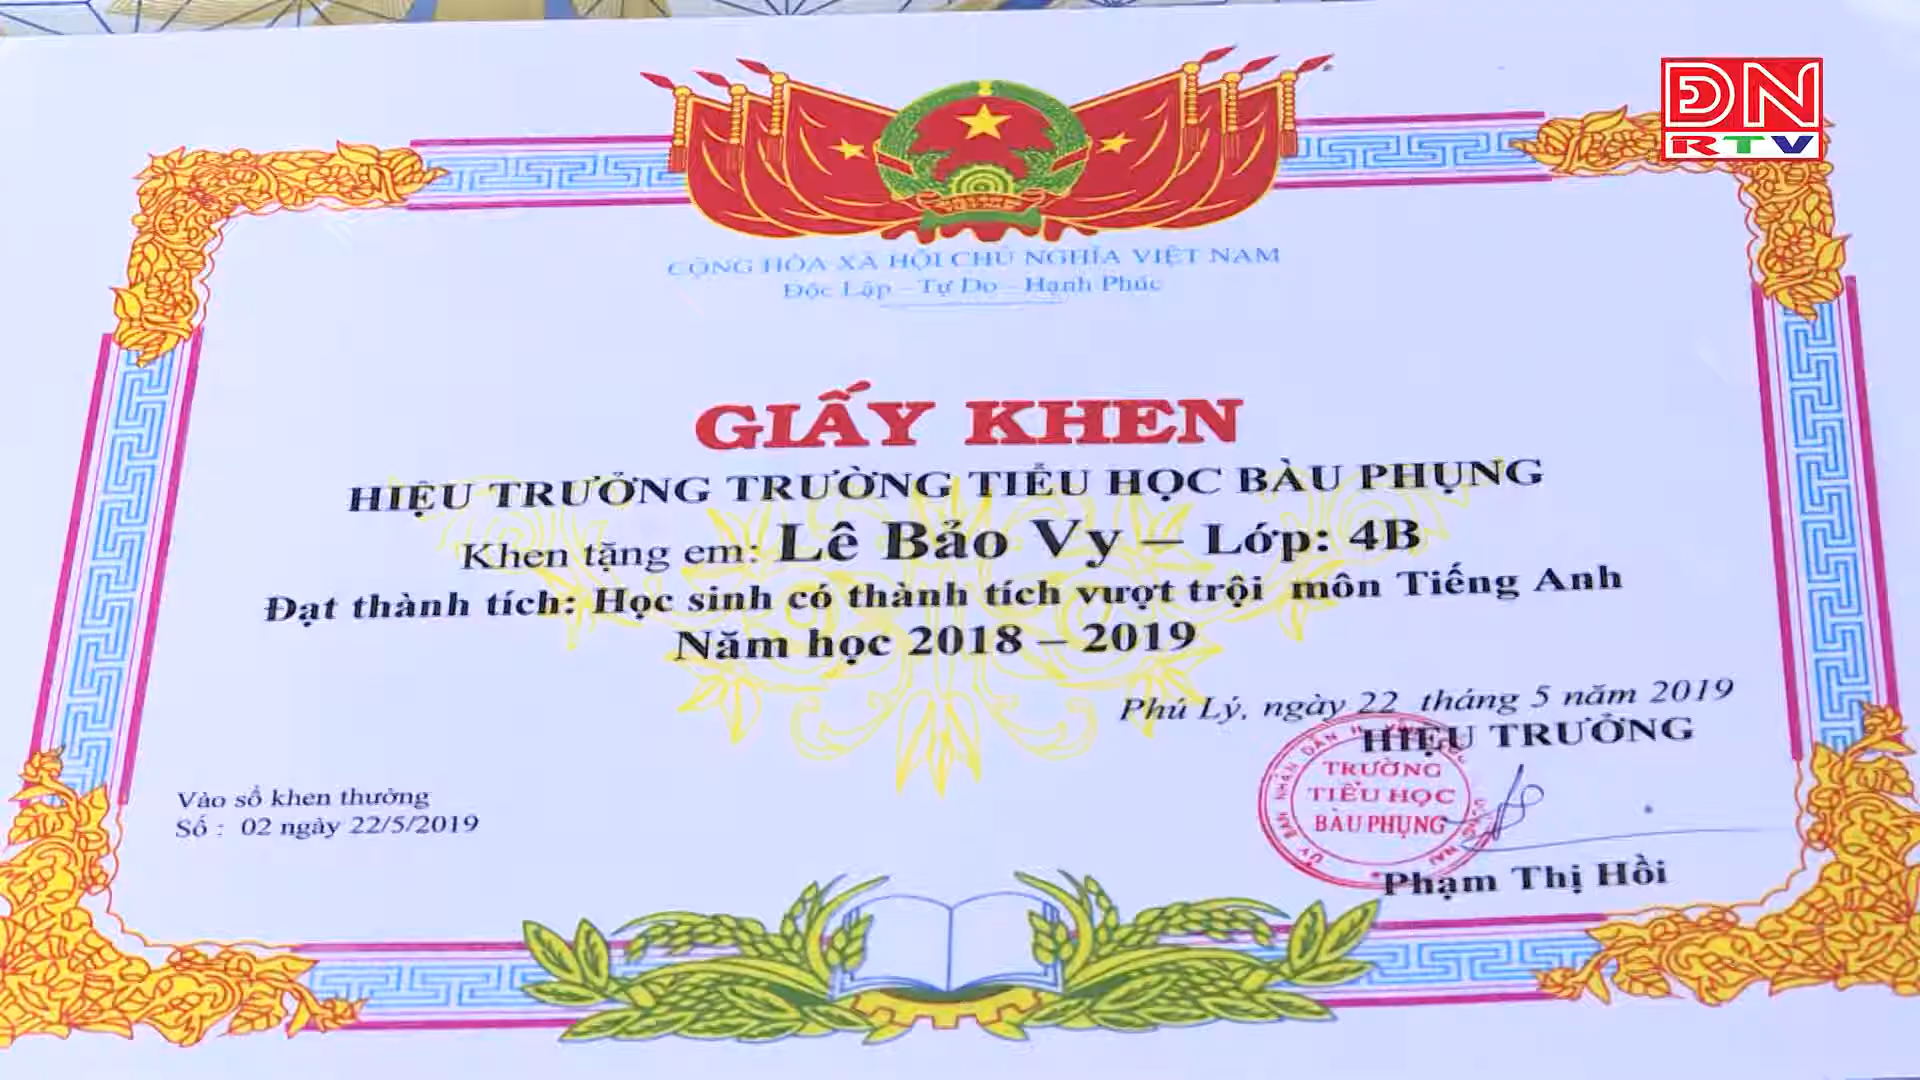 ĐN
RTV
CỘNG HÒA XÃ HỘI CHỦ NGHĨA VIỆT NAM
Độc Lập - Tự Do - Hạnh Phúc
GIẤY KHEN
HIỆU TRƯỞNG TRƯỜNG TIỂU HỌC BÀU PHỤNG
Khen tặng em: Lê Bảo Vy – Lớp: 4B
Đạt thành tích: Học sinh có thành tích vượt trội môn Tiếng Anh
Năm học 2018 – 2019
Phú Lý, ngày 22 tháng 5 năm 2019
HIỆU TRƯỞNG
ỦY BAN NHÂN DÂN H.
TRƯỜNG
TIỂU HỌC
BÀU PHỤNG
Phạm Thị Hồi
Vào sổ khen thưởng
Số : 02 ngày 22/5/2019